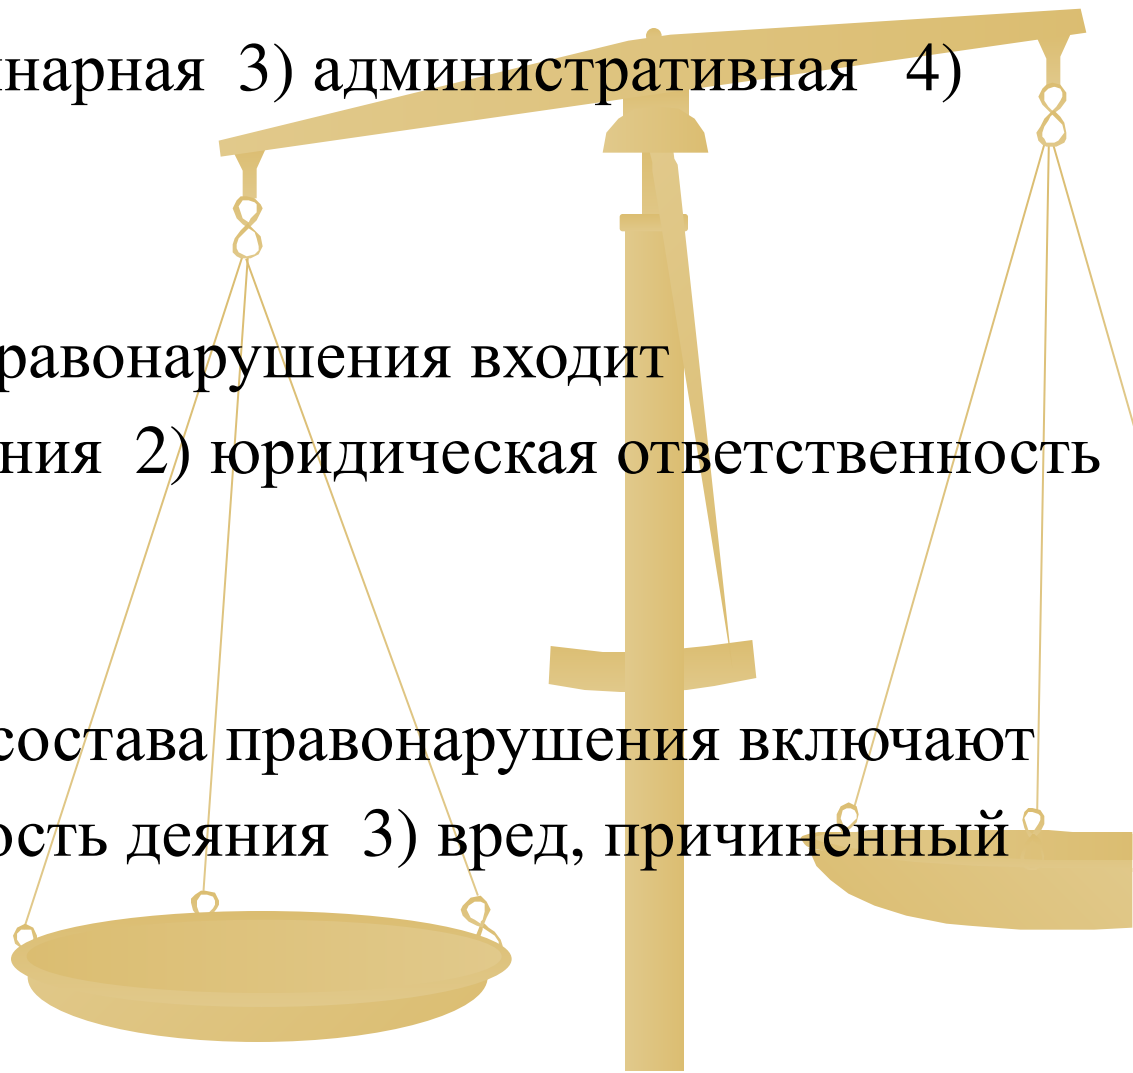 нарная 3) административная 4)
равонарушения входит
ния 2) юридическая ответственность
состава правонарушения включают
ость деяния 3) вред, причиненный